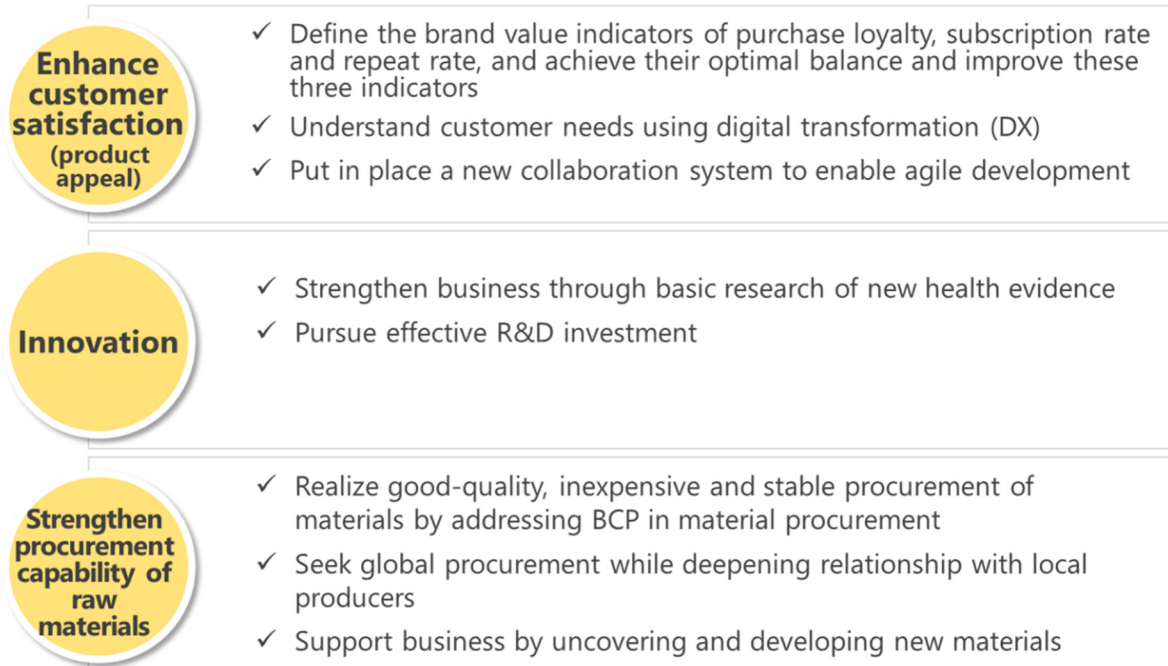 Enhance
customer
satisfaction
(product
appeal)
✓ Define the brand value indicators of purchase loyalty, subscription rate
and repeat rate, and achieve their optimal balance and improve these
three indicators
✓ Understand customer needs using digital transformation (DX)
✓ Put in place a new collaboration system to enable agile development
Innovation
✓ Strengthen business through basic research of new health evidence
✓ Pursue effective R&D investment
Strengthen
procurement
capability of
raw
materials
✓ Realize good-quality, inexpensive and stable procurement of
materials by addressing BCP in material procurement
✓ Seek global procurement while deepening relationship with local
producers
✓ Support business by uncovering and developing new materials